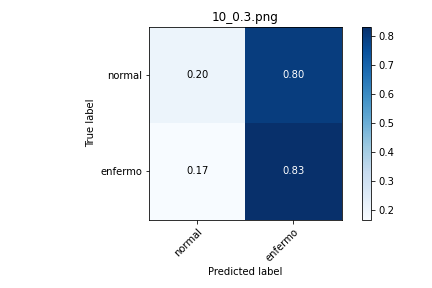 10_0.3.png
True label
normal
0.20
0.80
enfermo
0.17
0.83
normal
enfermo
Predicted label
0.8
0.7
0.6
0.5
0.4
0.3
0.2